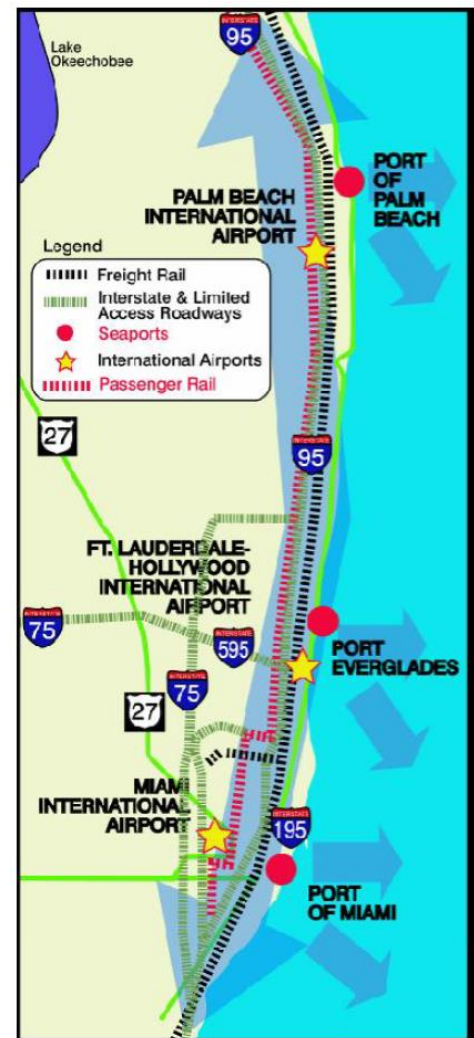 INTERSTATE
95
Lake
Okeechobee
PORT
OF
PALM
BEACH
PALM BEACH
INTERNATIONAL
AIRPORT
Legend
Freight Rail
Interstate & Limited
Access Roadways
Seaports
International Airports
Passenger Rail
27
INTERSTATE
95
FT. LAUDERDALE-
HOLLYWOOD
INTERNATIONAL
AIRPORT
INTERSTATE
75
INTERSTATE
595
PORT
EVERGLADES
INTERSTATE
75
27
MIAMI
INTERNATIONAL
AIRPORT
INTERSTATE
195
PORT
OF MIAMI